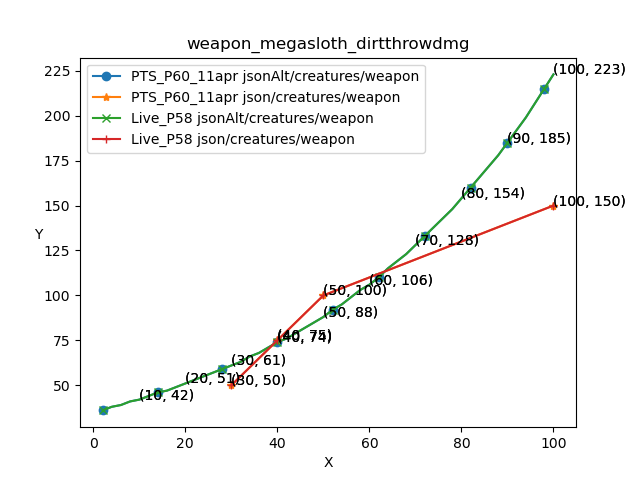 weapon_megasloth_dirtthrowdmg
PTS_P60_11apr jsonAlt/creatures/weapon
PTS_P60_11apr json/creatures/weapon
Live_P58 jsonAlt/creatures/weapon
Live_P58 json/creatures/weapon
(100, 223)
(90, 185)
(80, 154)
(100, 150)
(70, 128)
(60, 106)
(50, 100)
(50, 88)
(40, 75)
(40, 74)
(30, 61)
(20, 51)
(30, 50)
(10, 42)
225
200
175
150
125
100
75
50
Y
0 20 40 60 80 100
X